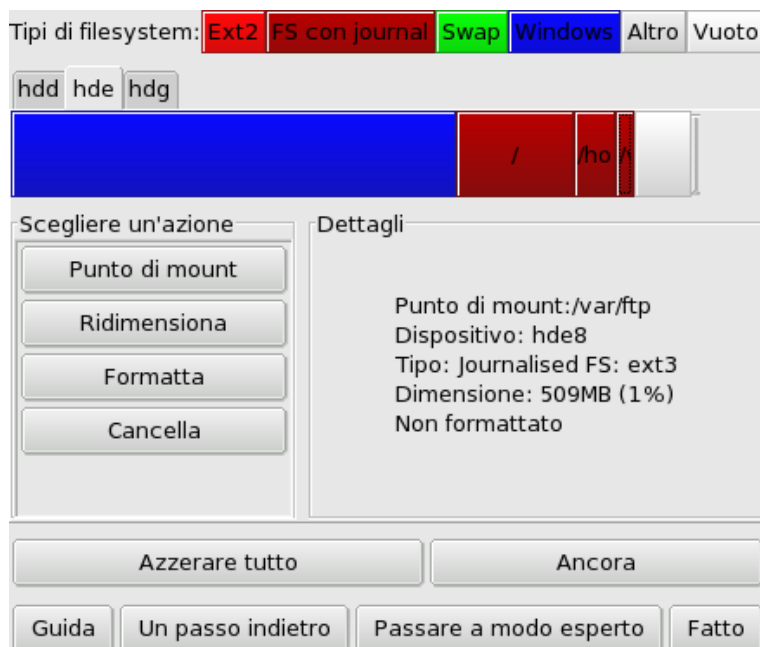 Tipi di filesystem: Ext2 FS con journal Swap Windows Altro Vuoto
hdd hde hdg
/ /ho /v
Scegliere un'azione
Punto di mount
Ridimensiona
Formatta
Cancella
Dettagli
Punto di mount:/var/ftp
Dispositivo: hde8
Tipo: Journalised FS: ext3
Dimensione: 509MB (1%)
Non formattato
Azzerare tutto Ancora
Guida Un passo indietro Passare a modo esperto Fatto